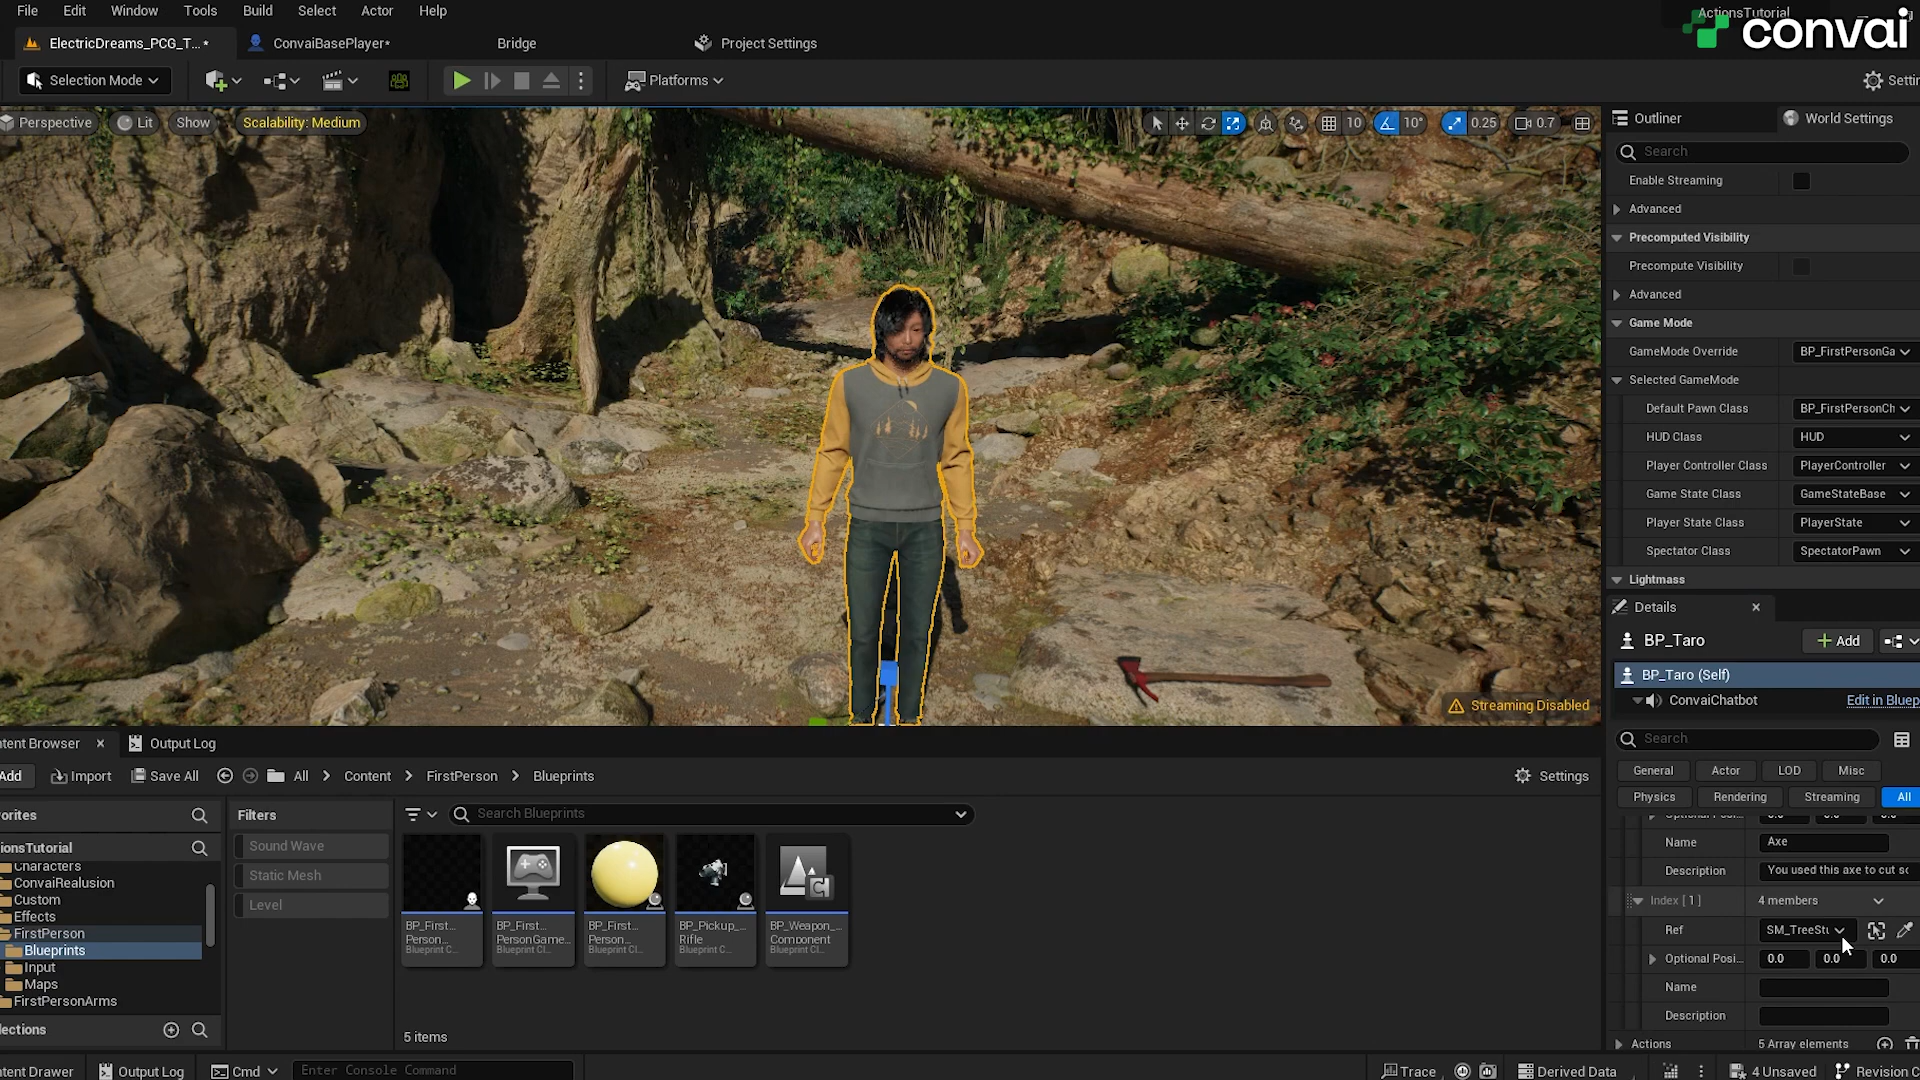 File Edit Window Tools Build Select Actor Help
ActionsTutorial
convai
ElectricDreams_PCG_T...*
ConvaiBasePlayer*
Bridge
Project Settings
Selection Mode
Platforms
Setti
Perspective Lit Show Scalability: Medium
10 10° 0.25 0.7
Streaming Disabled
Outliner World Settings
Search
Enable Streaming
Advanced
Precomputed Visibility
Precompute Visibility
Advanced
Game Mode
GameMode Override BP_FirstPersonGa
Selected GameMode
Default Pawn Class BP_FirstPersonCh
HUD Class HUD
Player Controller Class PlayerController
Game State Class GameStateBase
Player State Class PlayerState
Spectator Class SpectatorPawn
Lightmass
Details
BP_Taro Add
BP_Taro (Self)
ConvaiChatbot Edit in Bluep
Search
General Actor LOD Misc
Physics Rendering Streaming All
Name Axe
Description You used this axe to cut sc
Index [ 1 ] 4 members
Ref SM_TreeStu
Optional Posi... 0.0 0.0 0.0
Name
Description
Actions 5 Array elements
ntent Browser Output Log
Add Import Save All All Content FirstPerson Blueprints Settings
vorites
ionsTutorial
Characters
ConvaiRealusion
Custom
Effects
FirstPerson
Blueprints
Input
Maps
FirstPersonArms
lections
Filters
Sound Wave
Static Mesh
Level
Search Blueprints
BP_First...
Person...
Blueprint C...
BP_First...
PersonGame...
Blueprint Cl...
BP_First...
Person...
Blueprint Cl...
BP_Pickup_...
Rifle
Blueprint Cl...
BP_Weapon_...
Component
Blueprint Cl...
5 items
ntent Drawer Output Log Cmd Enter Console Command
Trace Derived Data 4 Unsaved Revision C